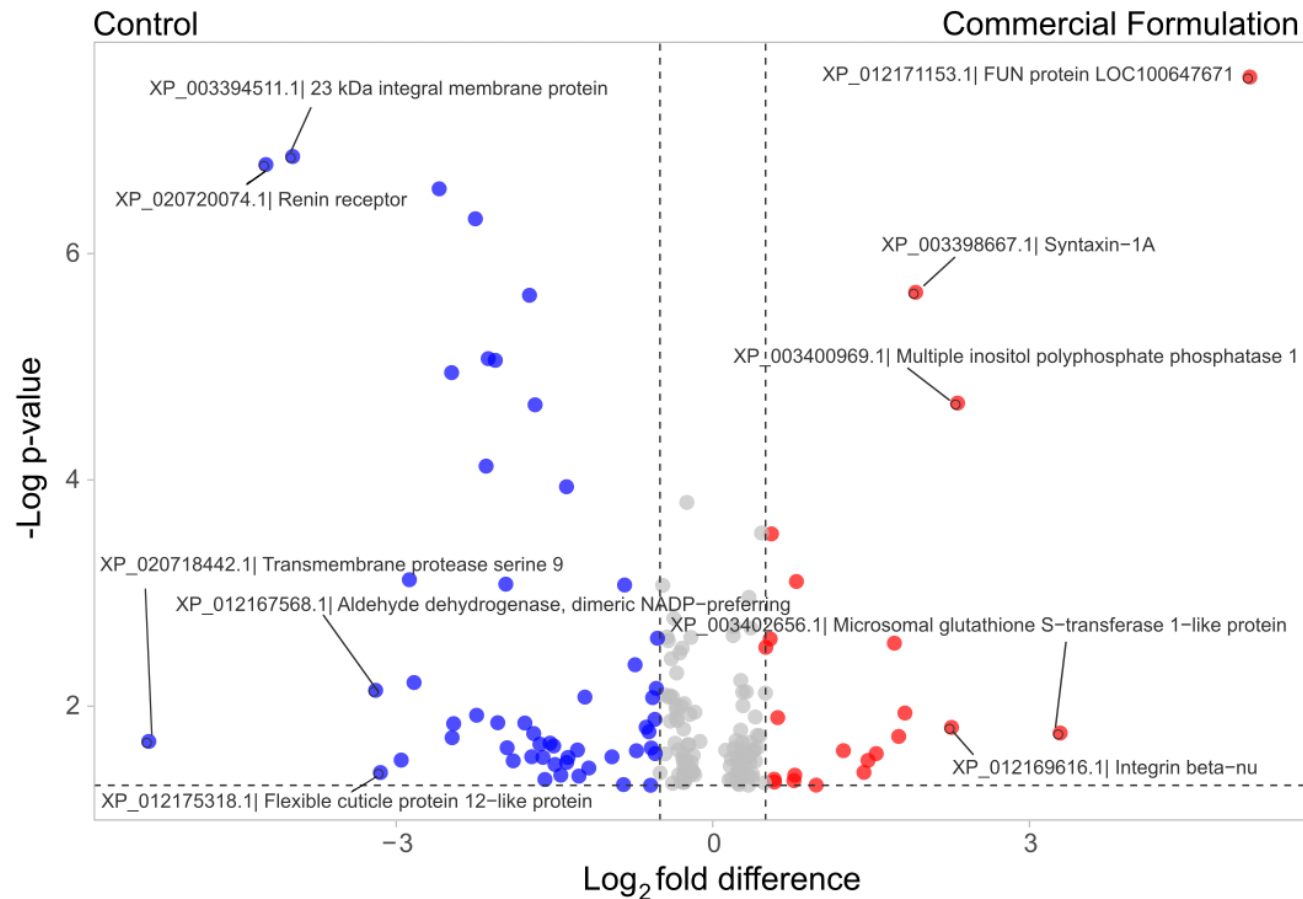 Control
Commercial Formulation
XP_012171153.1| FUN protein LOC100647671
XP_003394511.1| 23 kDa integral membrane protein
XP_020720074.1| Renin receptor
XP_003398667.1| Syntaxin−1A
6
XP_003400969.1| Multiple inositol polyphosphate phosphatase 1
-Log p-value
4
XP_020718442.1| Transmembrane protease serine 9
XP_012167568.1| Aldehyde dehydrogenase, dimeric NADP−preferring
XP_003402656.1| Microsomal glutathione S−transferase 1−like protein
2
XP_012169616.1| Integrin beta−nu
XP_012175318.1| Flexible cuticle protein 12−like protein
−3
0
3
Log2 fold difference